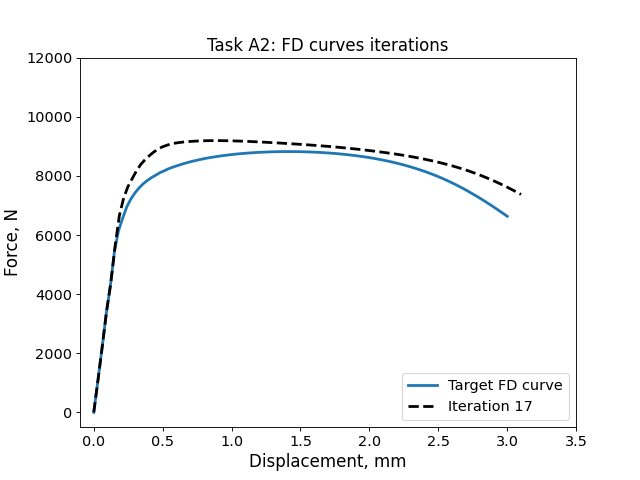 Task A2: FD curves iterations
12000
10000
8000
6000
4000
2000
0
Force, N
0.0 0.5 1.0 1.5 2.0 2.5 3.0 3.5
Displacement, mm
Target FD curve
Iteration 17